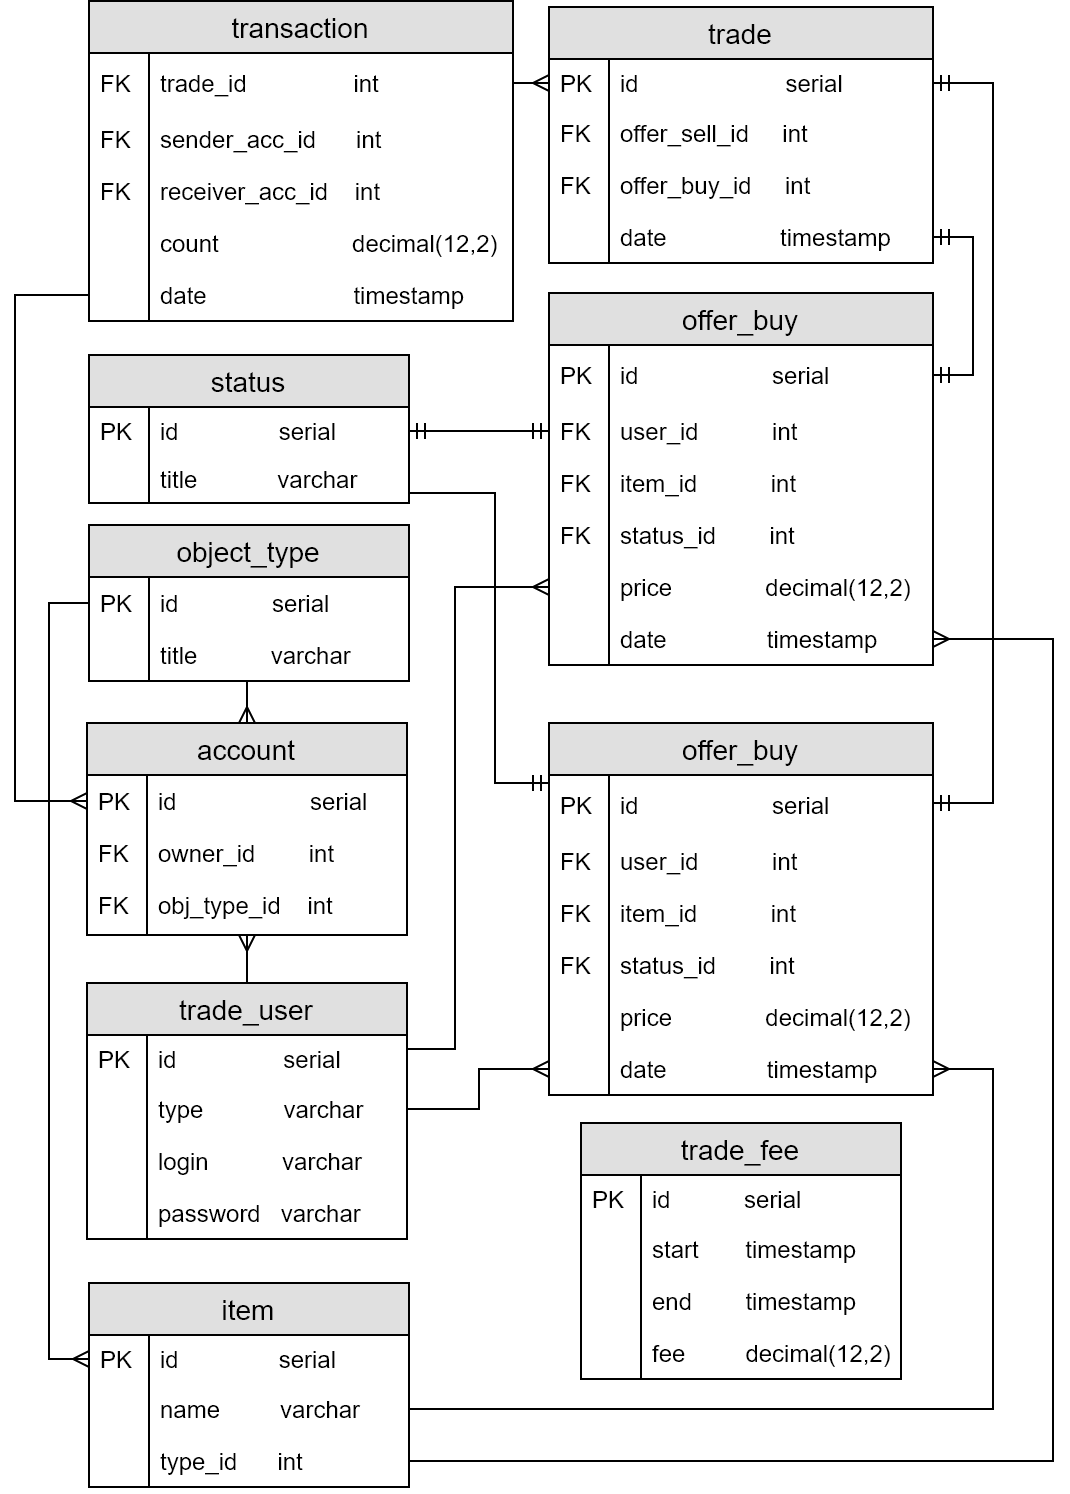 transaction
FK trade_id int
FK sender_acc_id int
FK receiver_acc_id int
count decimal(12,2)
date timestamp
trade
PK id serial
FK offer_sell_id int
FK offer_buy_id int
date timestamp
offer_buy
PK id serial
FK user_id int
FK item_id int
FK status_id int
price decimal(12,2)
date timestamp
status
PK id serial
title varchar
object_type
PK id serial
title varchar
account
PK id serial
FK owner_id int
FK obj_type_id int
offer_buy
PK id serial
FK user_id int
FK item_id int
FK status_id int
price decimal(12,2)
date timestamp
trade_user
PK id serial
type varchar
login varchar
password varchar
trade_fee
PK id serial
start timestamp
end timestamp
fee decimal(12,2)
item
PK id serial
name varchar
type_id int